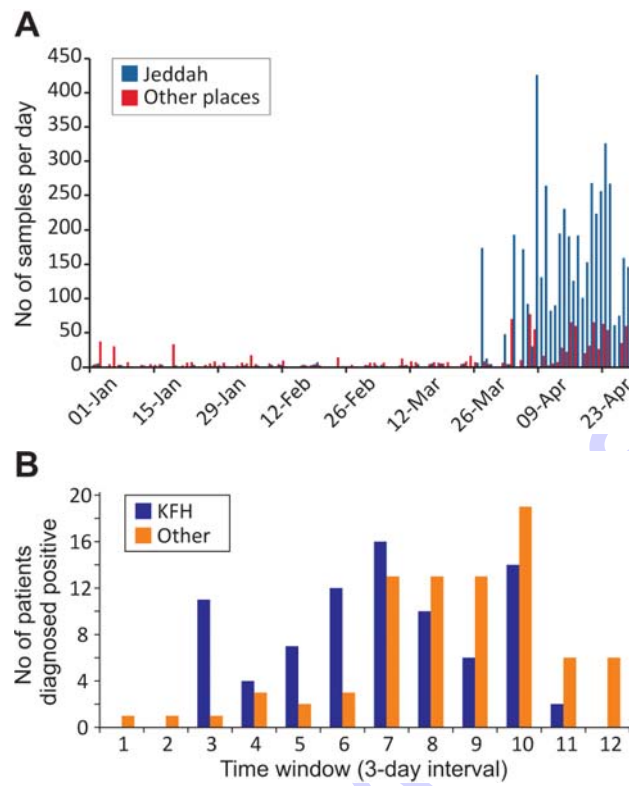 A
450
400
350
300
250
200
150
100
50
0
No of samples per day
Jeddah
Other places
01-Jan
15-Jan
29-Jan
12-Feb
26-Feb
12-Mar
26-Mar
09-Apr
23-Apr
B
20
16
12
8
4
0
No of patients
diagnosed positive
KFH
Other
1 2 3 4 5 6 7 8 9 10 11 12
Time window (3-day interval)